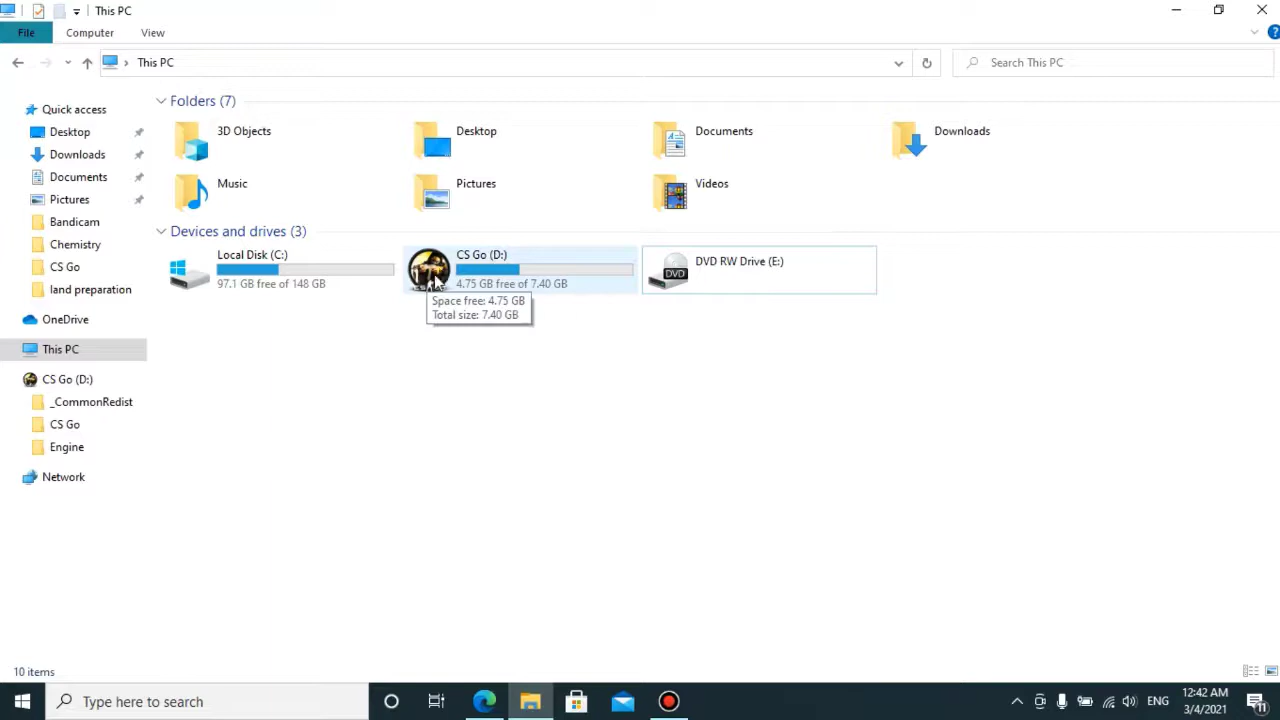 This PC
File Computer View
This PC
Search This PC
Quick access
Desktop
Downloads
Documents
Pictures
Bandicam
Chemistry
CS Go
land preparation
OneDrive
This PC
CS Go (D:)
_CommonRedist
CS Go
Engine
Network
Folders (7)
3D Objects
Desktop
Documents
Downloads
Music
Pictures
Videos
Devices and drives (3)
Local Disk (C:)
97.1 GB free of 148 GB
CS Go (D:)
4.75 GB free of 7.40 GB
Space free: 4.75 GB
Total size: 7.40 GB
DVD RW Drive (E:)
DVD
10 items
Type here to search
ENG
12:42 AM
3/4/2021
11